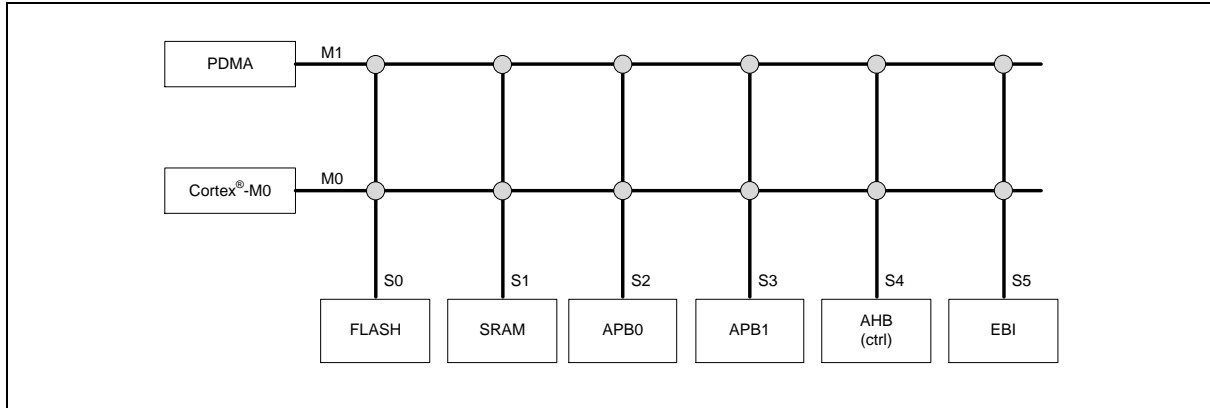 PDMA
M1
Cortex®-M0
M0
S0
S1
S2
S3
S4
S5
FLASH
SRAM
APB0
APB1
AHB
(ctrl)
EBI